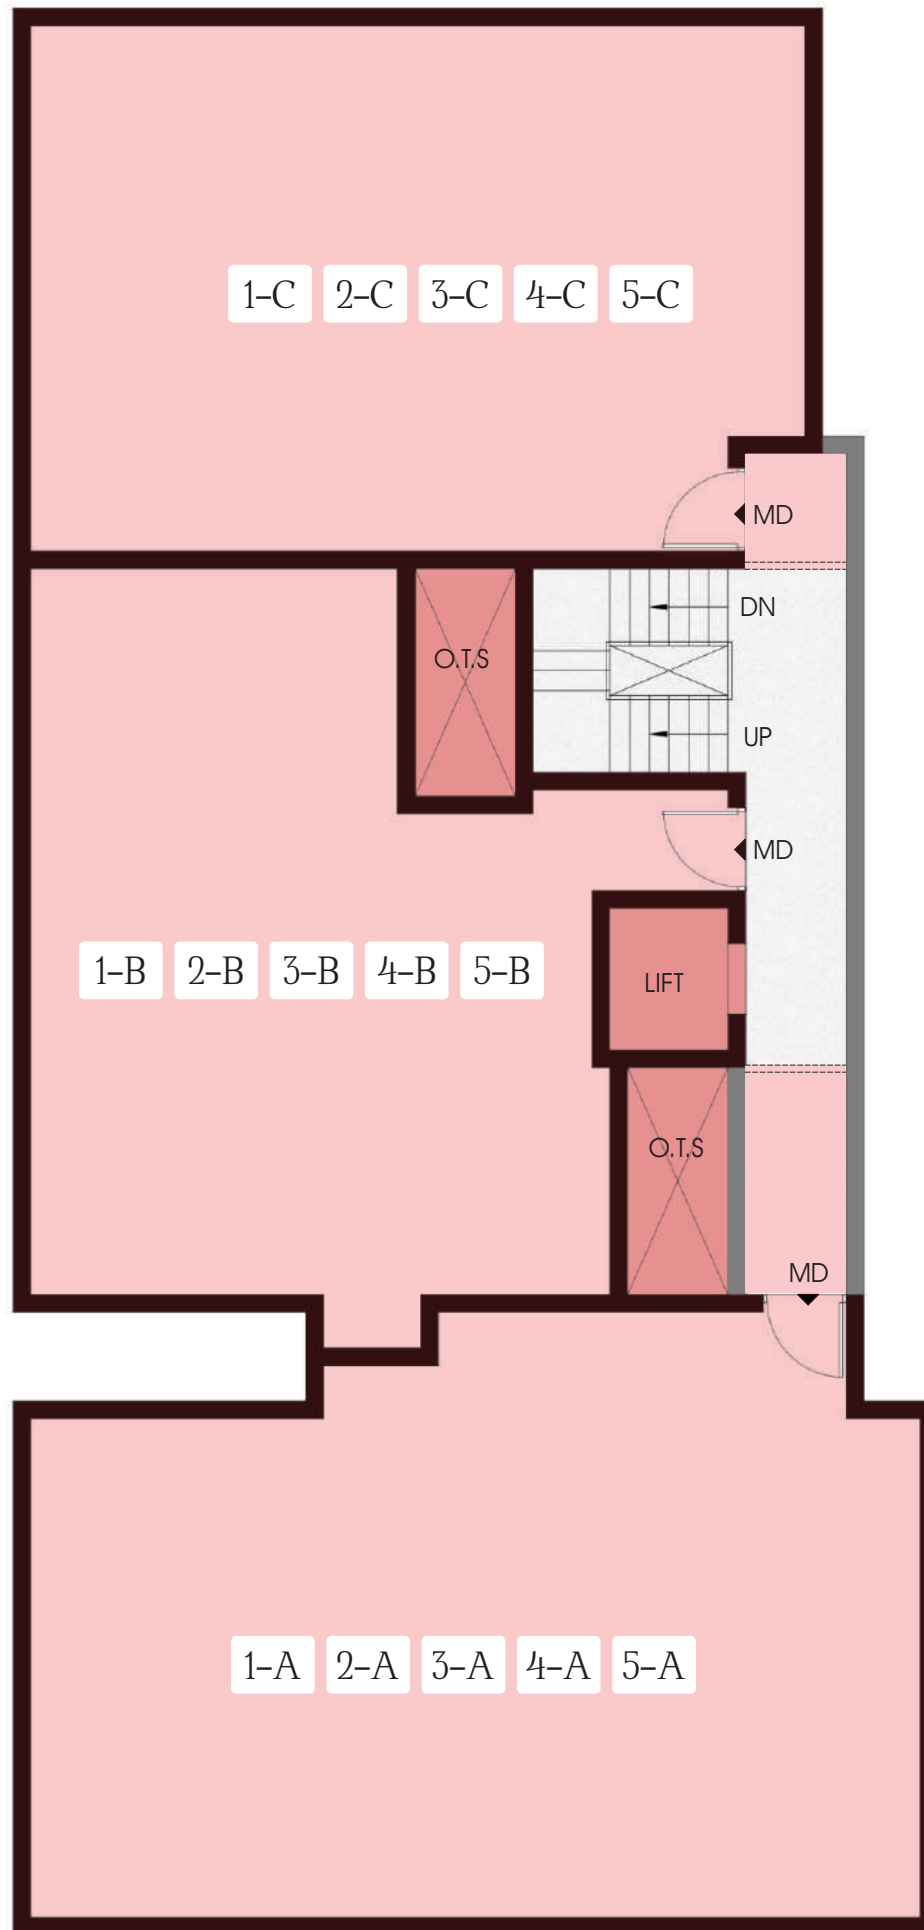 1-C 2-C 3-C 4-C 5-C
MD
DN
O.T.S
UP
MD
1-B 2-B 3-B 4-B 5-B
LIFT
O.T.S
MD
1-A 2-A 3-A 4-A 5-A